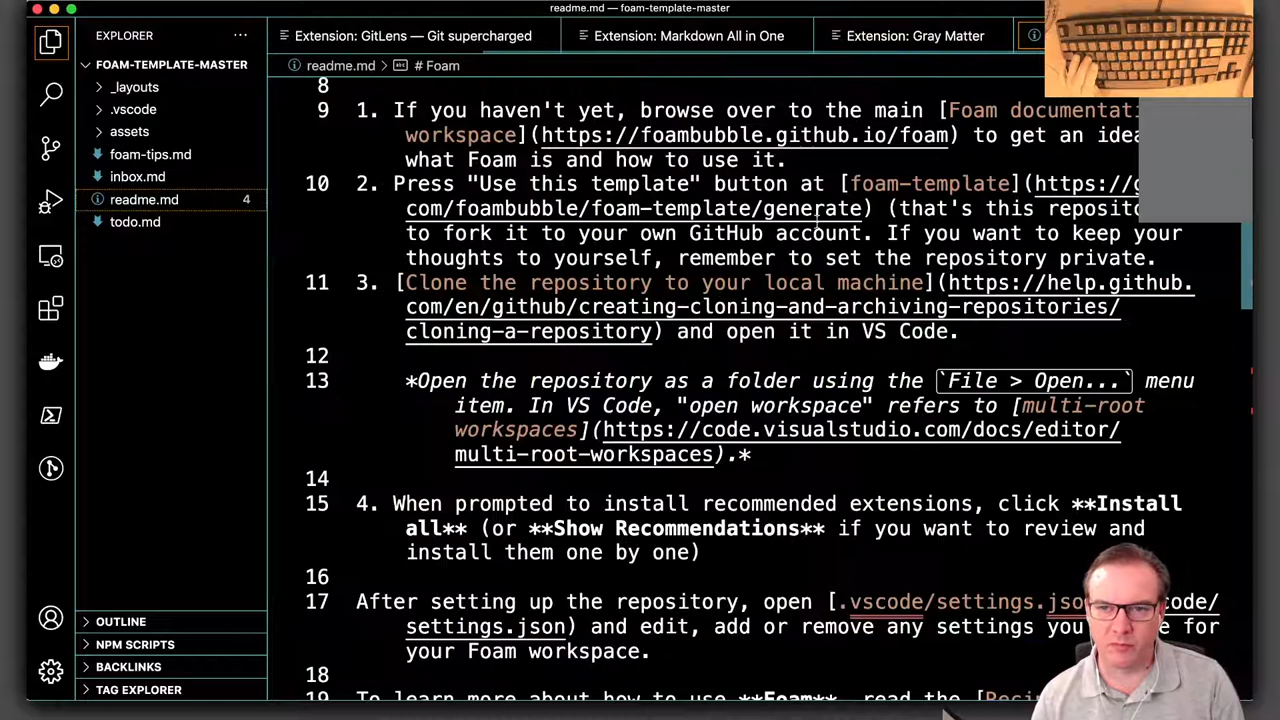 readme.md — foam-template-master
EXPLORER
Extension: GitLens — Git supercharged
Extension: Markdown All in One
Extension: Gray Matter
FOAM-TEMPLATE-MASTER
_layouts
.vscode
assets
foam-tips.md
inbox.md
readme.md 4
todo.md
OUTLINE
NPM SCRIPTS
BACKLINKS
TAG EXPLORER
readme.md > # Foam
8
9 1. If you haven't yet, browse over to the main [Foam
workspace](https://foambubble.github.io/foam) to get an idea
what Foam is and how to use it.
10 2. Press "Use this template" button at [foam-template](
com/foambubble/foam-template/generate) (that's this
to fork it to your own GitHub account. If you want to keep your
thoughts to yourself, remember to set the repository private.
11 3. [Clone the repository to your local machine](https://help.github.
com/en/github/creating-cloning-and-archiving-repositories/
cloning-a-repository) and open it in VS Code.
12
13 *Open the repository as a folder using the `File > Open...` menu
item. In VS Code, "open workspace" refers to [multi-root
workspaces](https://code.visualstudio.com/docs/editor/
multi-root-workspaces).*
14
15 4. When prompted to install recommended extensions, click **Install
all** (or **Show Recommendations** if you want to review and
install them one by one)
16
17 After setting up the repository, open [.vscode/settings.
settings.json) and edit, add or remove any settings for
your Foam workspace.
18
19 To learn more about how to use **Foam**, read the